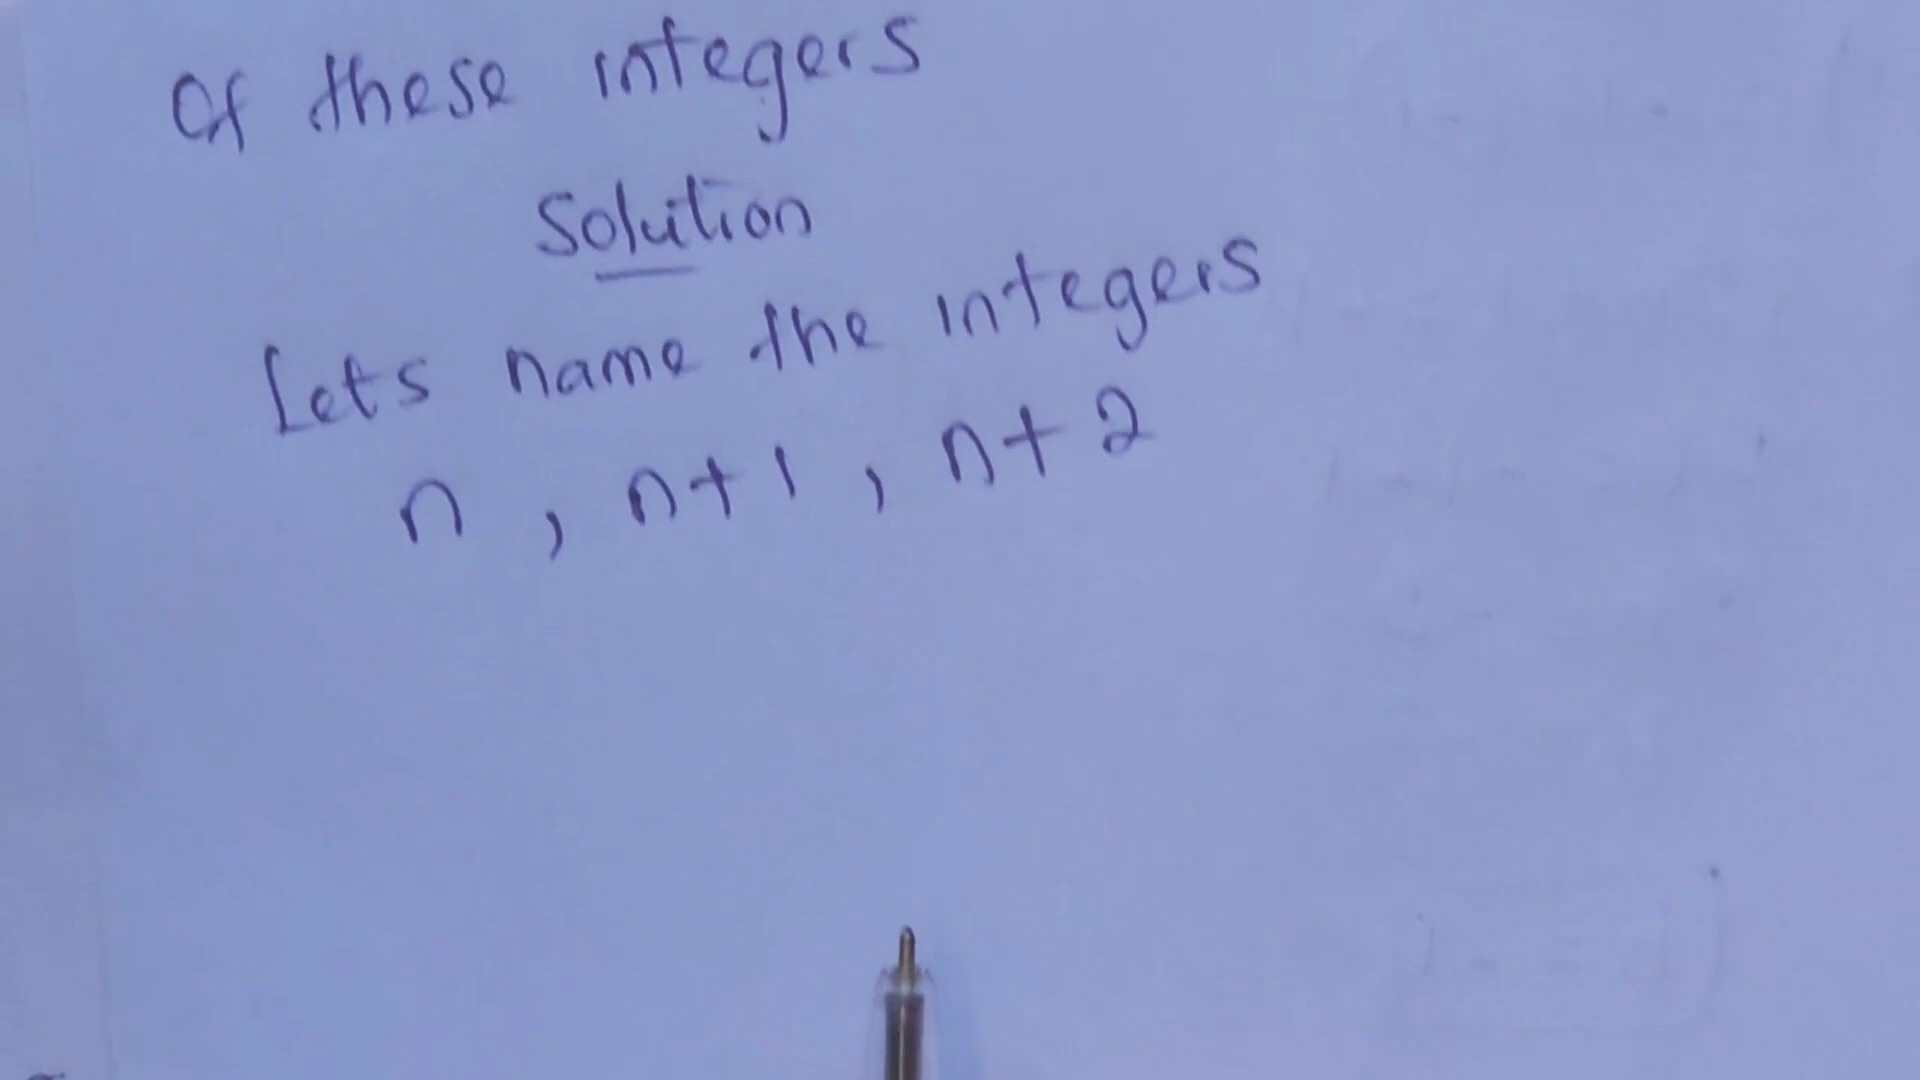 Of these integers
Solution
Lets name the integers
n , n+1 , n+2